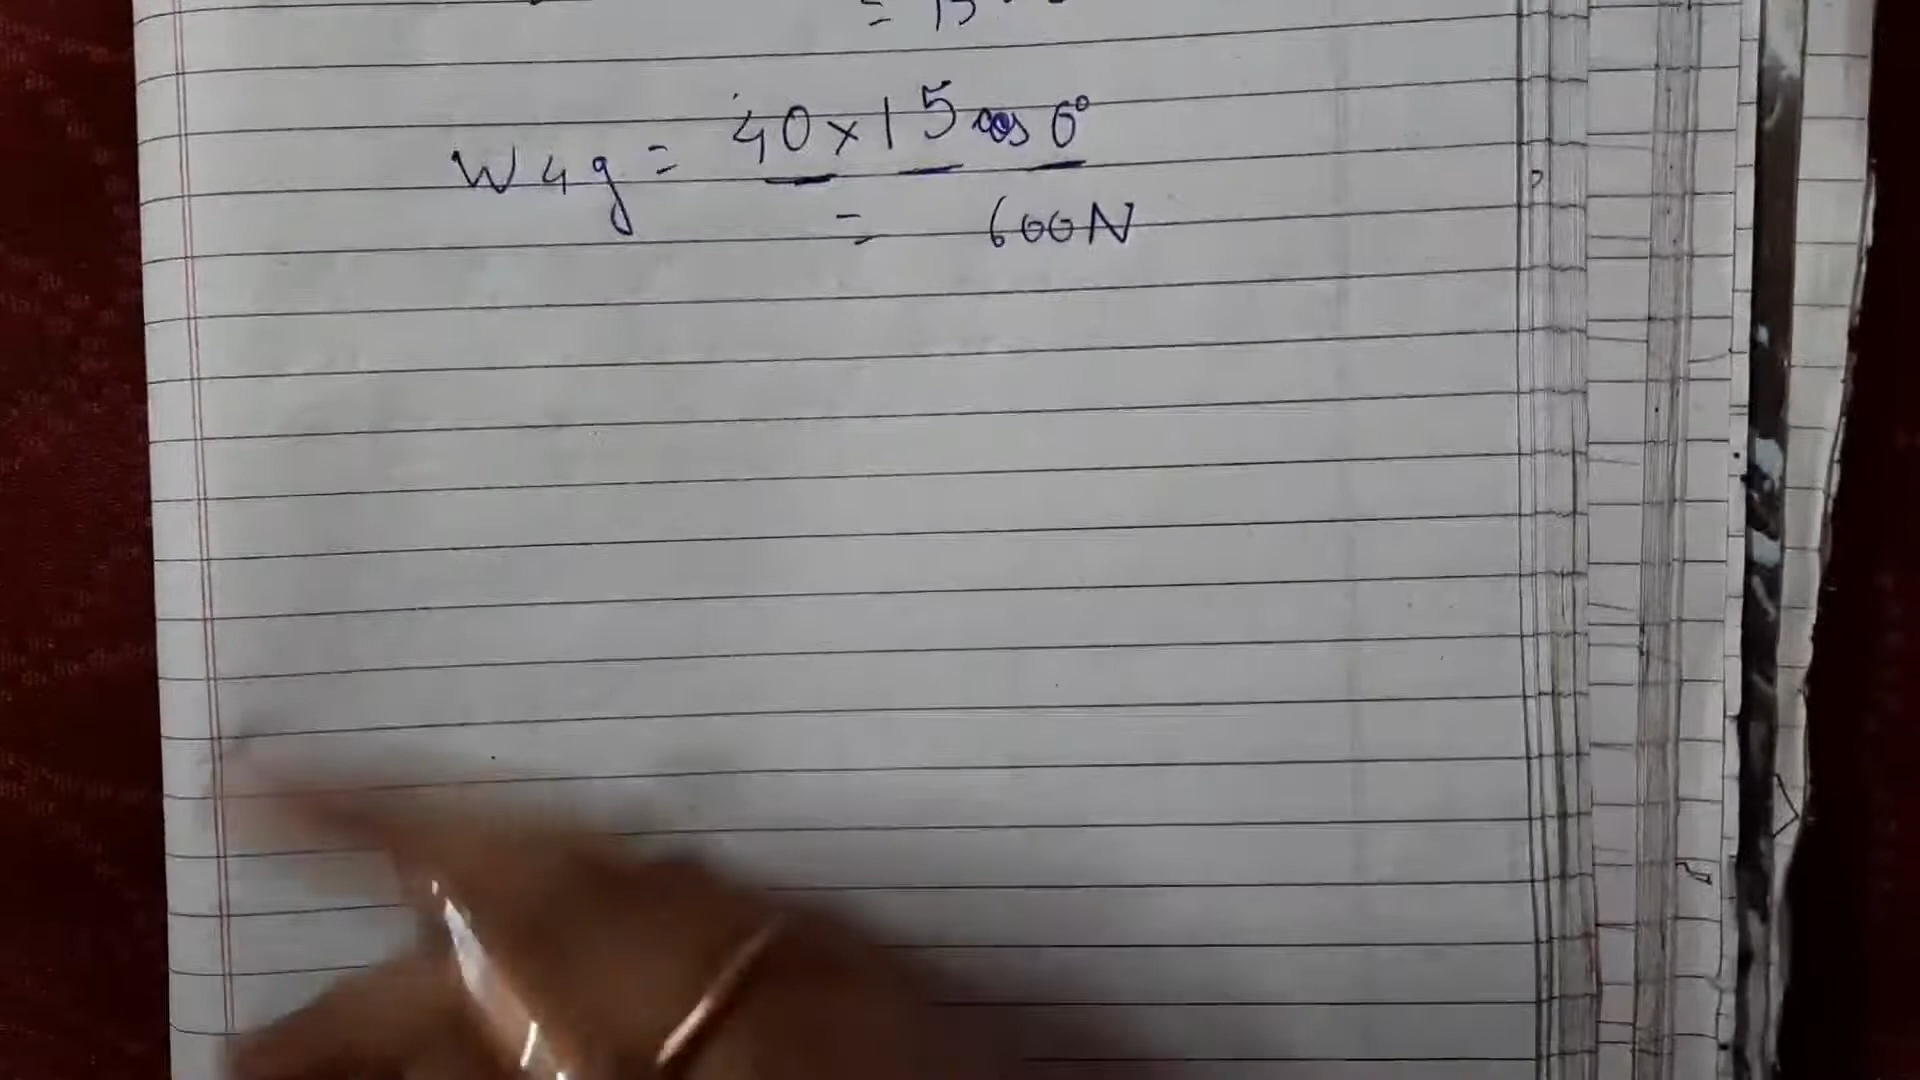 W4g = 40×15 cos 0°
= 600N